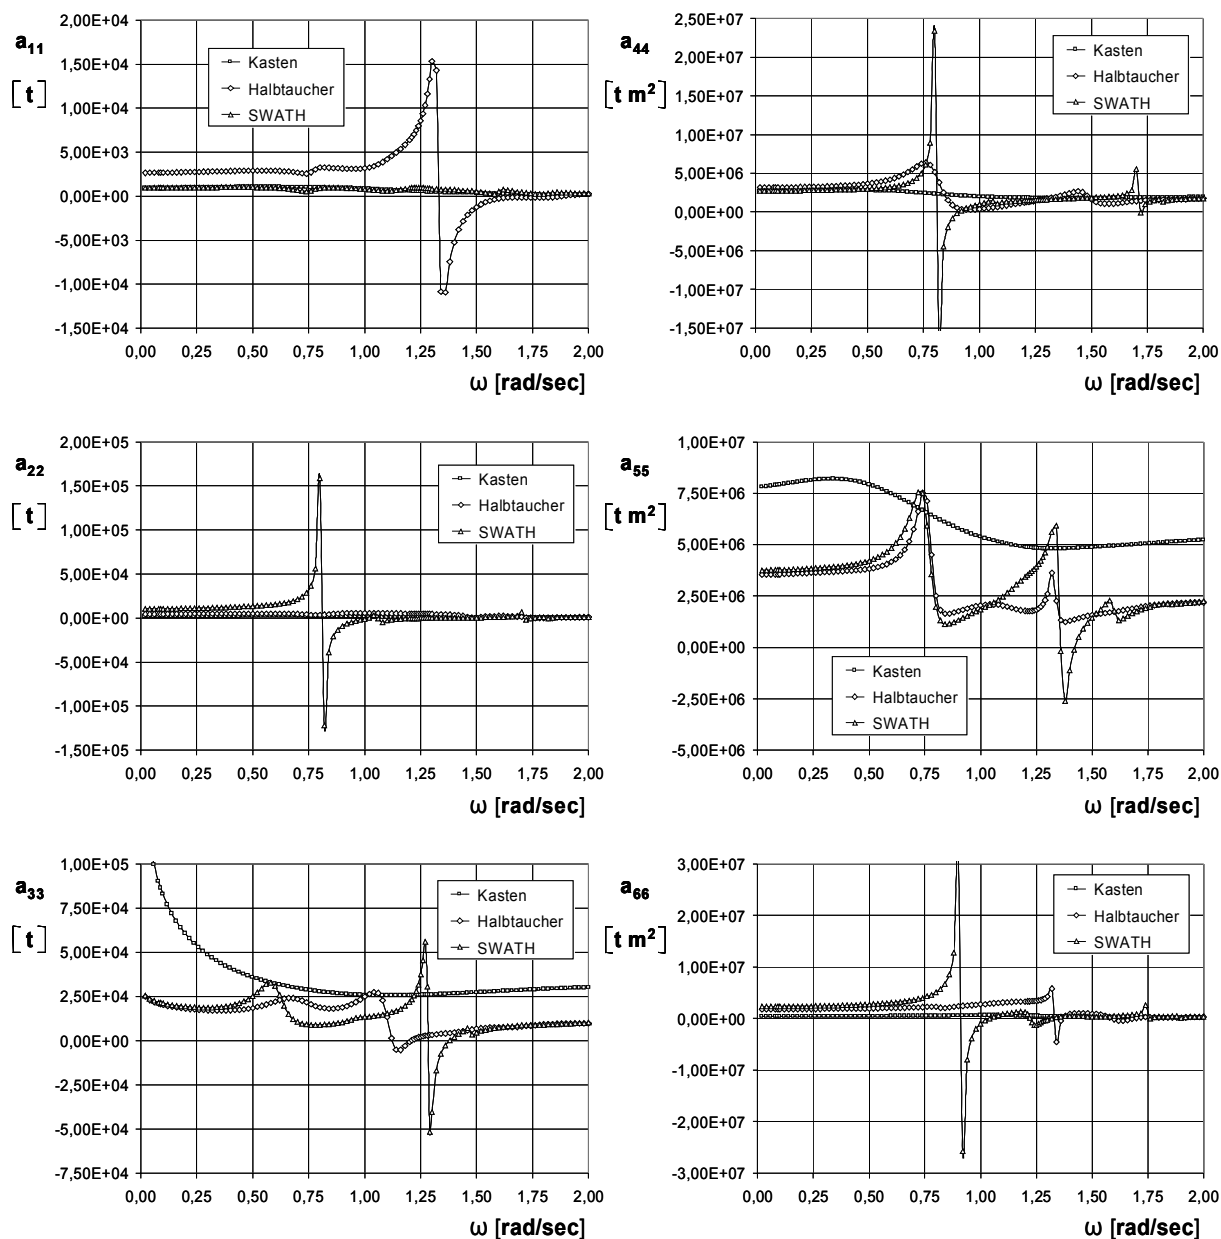 a11
[ t ]
2,00E+04
1,50E+04
1,00E+04
5,00E+03
0,00E+00
-5,00E+03
-1,00E+04
-1,50E+04
Kasten
Halbtaucher
SWATH
0,00 0,25 0,50 0,75 1,00 1,25 1,50 1,75 2,00
ω [rad/sec]
a44
[ t m²]
2,50E+07
2,00E+07
1,50E+07
1,00E+07
5,00E+06
0,00E+00
-5,00E+06
-1,00E+07
-1,50E+07
Kasten
Halbtaucher
SWATH
0,00 0,25 0,50 0,75 1,00 1,25 1,50 1,75 2,00
ω [rad/sec]
a22
[ t ]
2,00E+05
1,50E+05
1,00E+05
5,00E+04
0,00E+00
-5,00E+04
-1,00E+05
-1,50E+05
Kasten
Halbtaucher
SWATH
0,00 0,25 0,50 0,75 1,00 1,25 1,50 1,75 2,00
ω [rad/sec]
a55
[ t m²]
1,00E+07
7,50E+06
5,00E+06
2,50E+06
0,00E+00
-2,50E+06
-5,00E+06
Kasten
Halbtaucher
SWATH
0,00 0,25 0,50 0,75 1,00 1,25 1,50 1,75 2,00
ω [rad/sec]
a33
[ t ]
1,00E+05
7,50E+04
5,00E+04
2,50E+04
0,00E+00
-2,50E+04
-5,00E+04
-7,50E+04
Kasten
Halbtaucher
SWATH
0,00 0,25 0,50 0,75 1,00 1,25 1,50 1,75 2,00
ω [rad/sec]
a66
[ t m²]
3,00E+07
2,00E+07
1,00E+07
0,00E+00
-1,00E+07
-2,00E+07
-3,00E+07
Kasten
Halbtaucher
SWATH
0,00 0,25 0,50 0,75 1,00 1,25 1,50 1,75 2,00
ω [rad/sec]